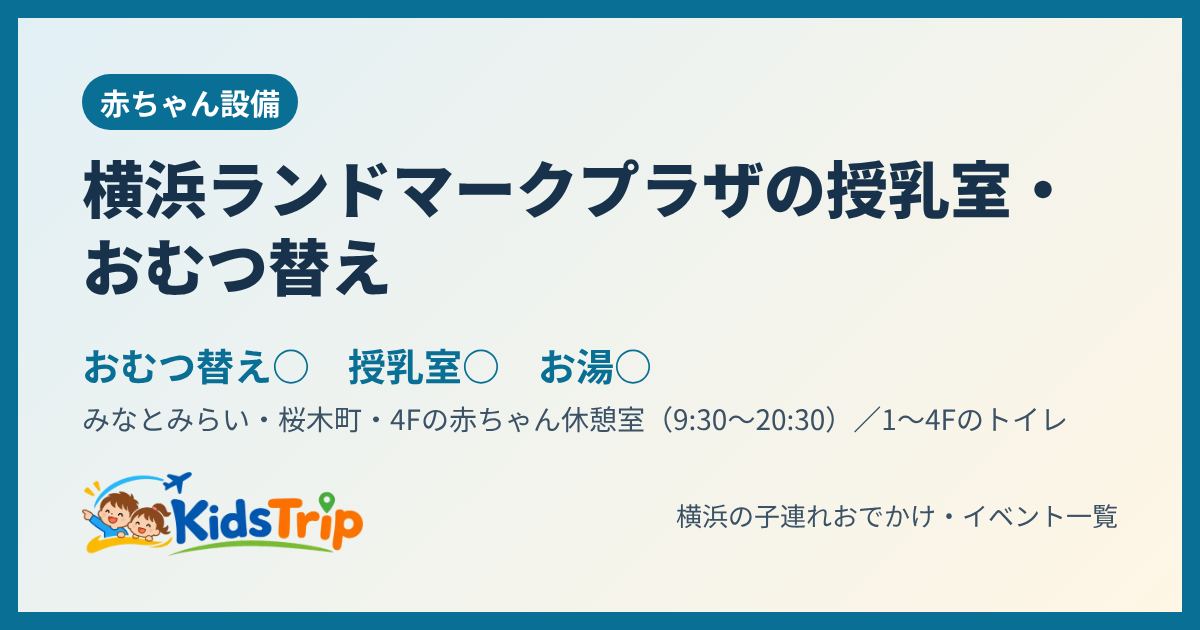 赤ちゃん設備
横浜ランドマークプラザの授乳室・
おむつ替え
おむつ替え○　授乳室○　お湯○
みなとみらい・桜木町・4Fの赤ちゃん休憩室（9:30〜20:30）／1〜4Fのトイレ
KidsTrip
横浜の子連れおでかけ・イベント一覧